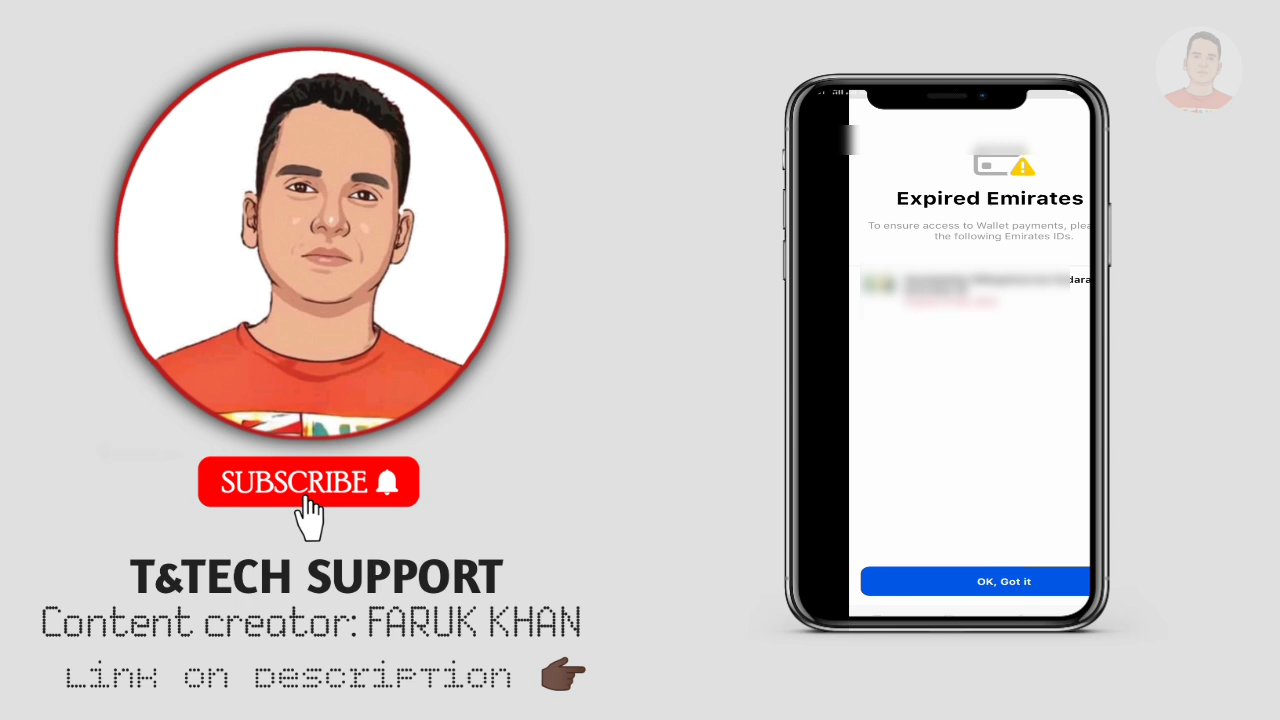 SUBSCRIBE
T&TECH SUPPORT
Content creator: FARUK KHAN
Link on Description
Expired Emirates
To ensure access to Wallet payments, plea
the following Emirates IDs.
dara
OK, Got it